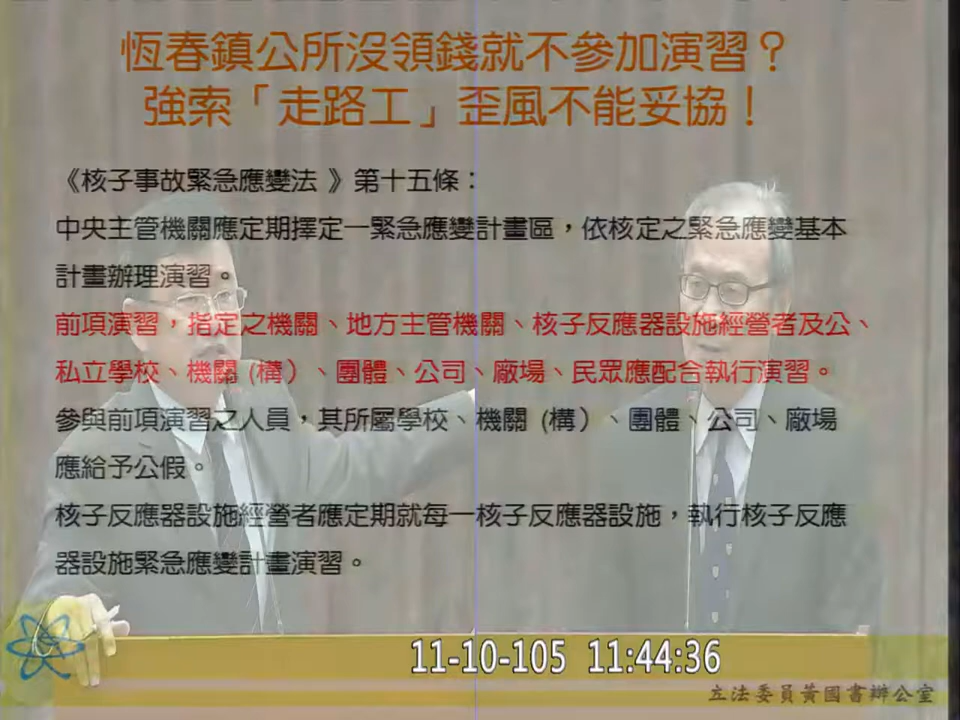 恆春鎮公所沒領錢就不參加演習？
強索「走路工」歪風不能妥協！
《核子事故緊急應變法 》第十五條：
中央主管機關應定期擇定一緊急應變計畫區，依核定之緊急應變基本
計畫辦理演習。
前項演習，指定之機關、地方主管機關、核子反應器設施經營者及公、
私立學校、機關 (構）、團體、公司、廠場、民眾應配合執行演習。
參與前項演習之人員，其所屬學校、機關 (構）、團體、公司、廠場
應給予公假。
核子反應器設施經營者應定期就每一核子反應器設施，執行核子反應
器設施緊急應變計畫演習。
11-10-105 11:44:36
立法委員黃國書辦公室